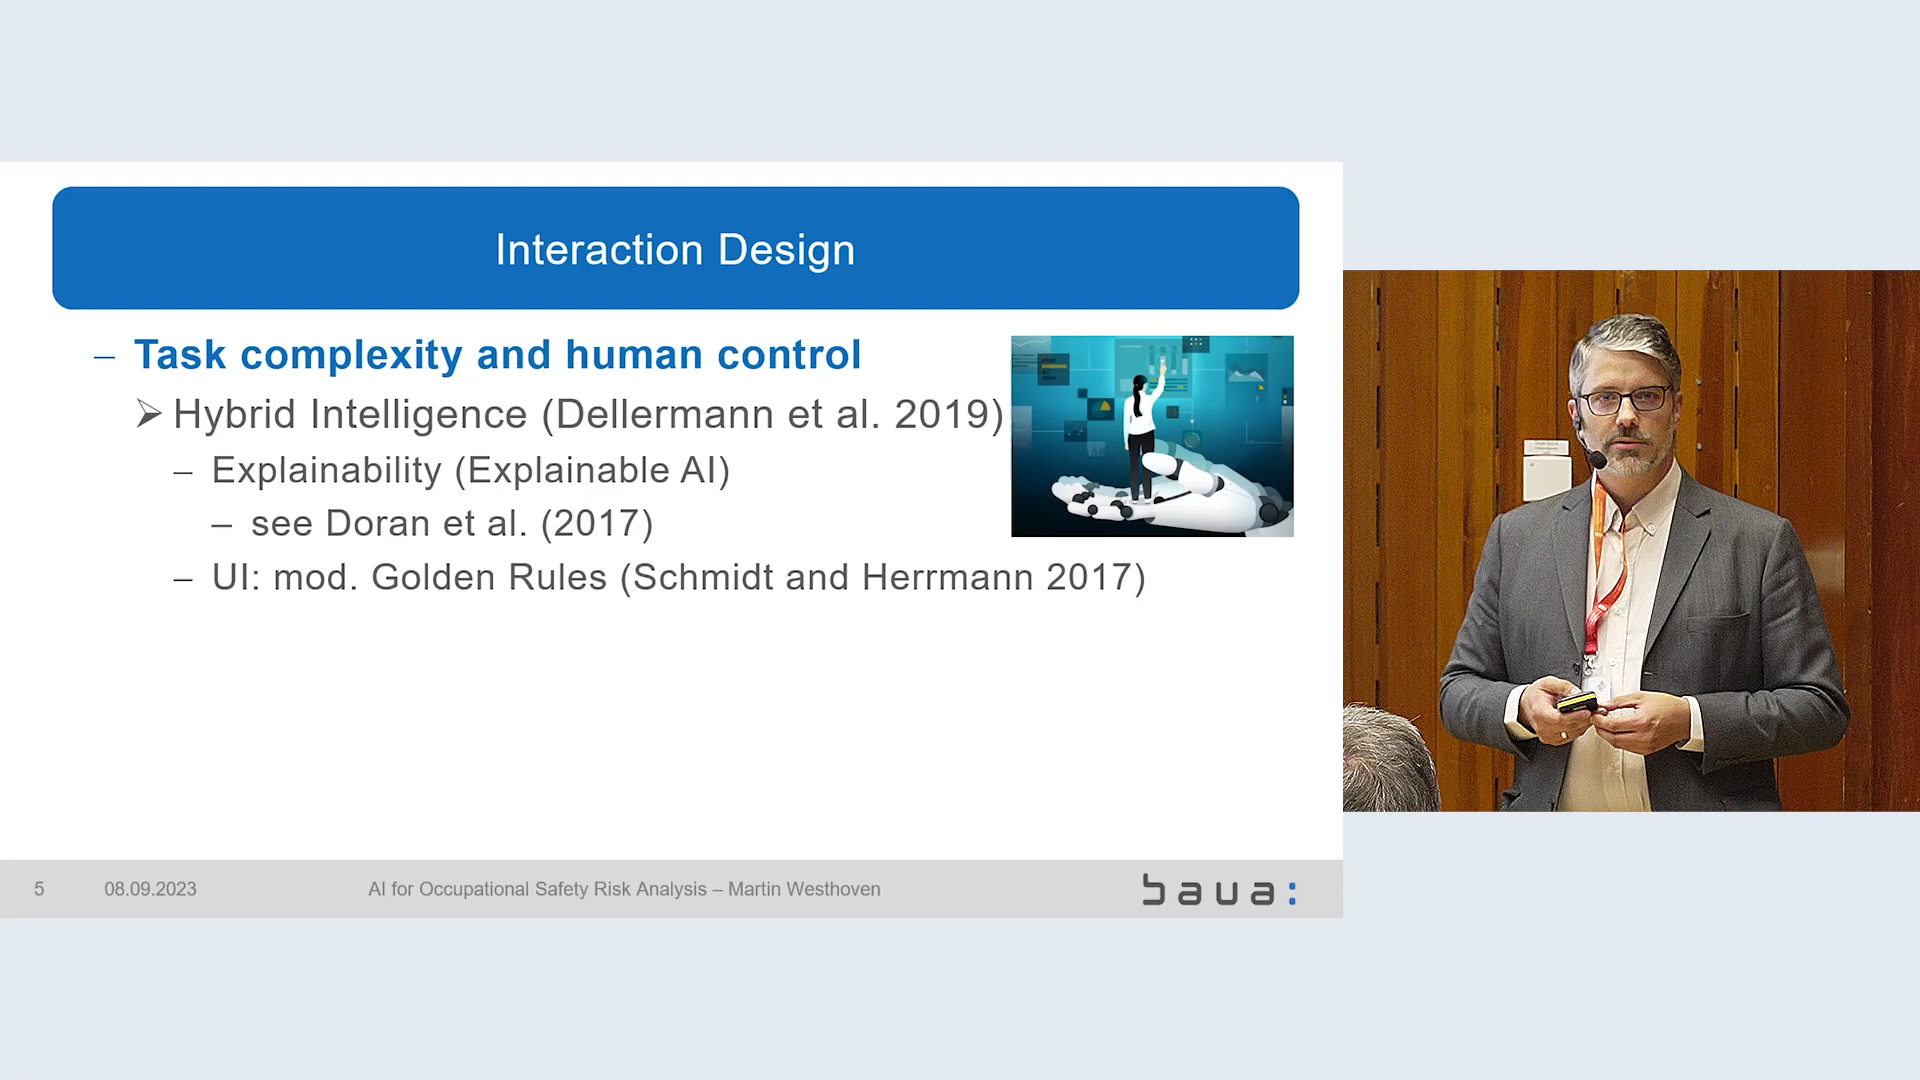 Interaction Design
– Task complexity and human control
➢ Hybrid Intelligence (Dellermann et al. 2019)
– Explainability (Explainable AI)
– see Doran et al. (2017)
– UI: mod. Golden Rules (Schmidt and Herrmann 2017)
5 08.09.2023 AI for Occupational Safety Risk Analysis – Martin Westhoven baua: